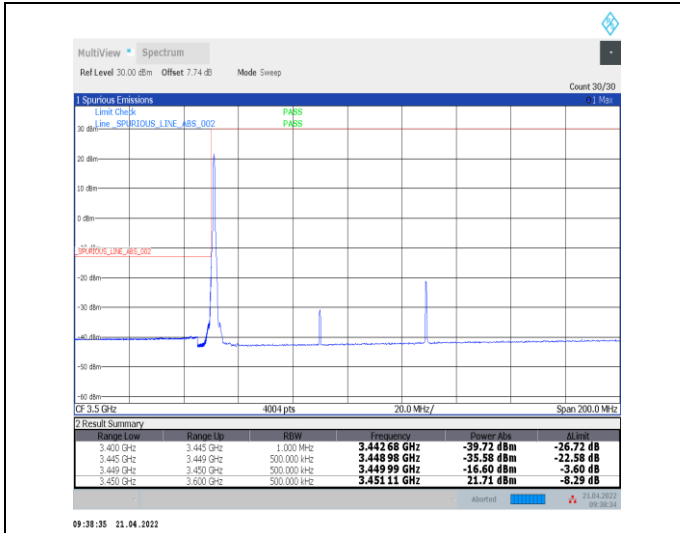 MultiView Spectrum
Ref Level 30.00 dBm Offset 7.74 dB Mode Sweep
Count 30/30
1 Spurious Emissions 1 Max
Limit Check PASS
Line _SPURIOUS_LINE_ABS_002 PASS
30 dBm
20 dBm
10 dBm
0 dBm
-10 dBm
_SPURIOUS_LINE_ABS_002
-20 dBm
-30 dBm
-40 dBm
-50 dBm
-60 dBm
CF 3.5 GHz 4004 pts 20.0 MHz/ Span 200.0 MHz
2 Result Summary
Range Low Range Up RBW Frequency Power Abs ΔLimit
3.400 GHz 3.445 GHz 1.000 MHz 3.442 68 GHz -39.72 dBm -26.72 dB
3.445 GHz 3.449 GHz 500.000 kHz 3.448 98 GHz -35.58 dBm -22.58 dB
3.449 GHz 3.450 GHz 500.000 kHz 3.449 99 GHz -16.60 dBm -3.60 dB
3.450 GHz 3.600 GHz 500.000 kHz 3.451 11 GHz 21.71 dBm -8.29 dB
Aborted 21.04.2022
09:38:34
09:38:35 21.04.2022